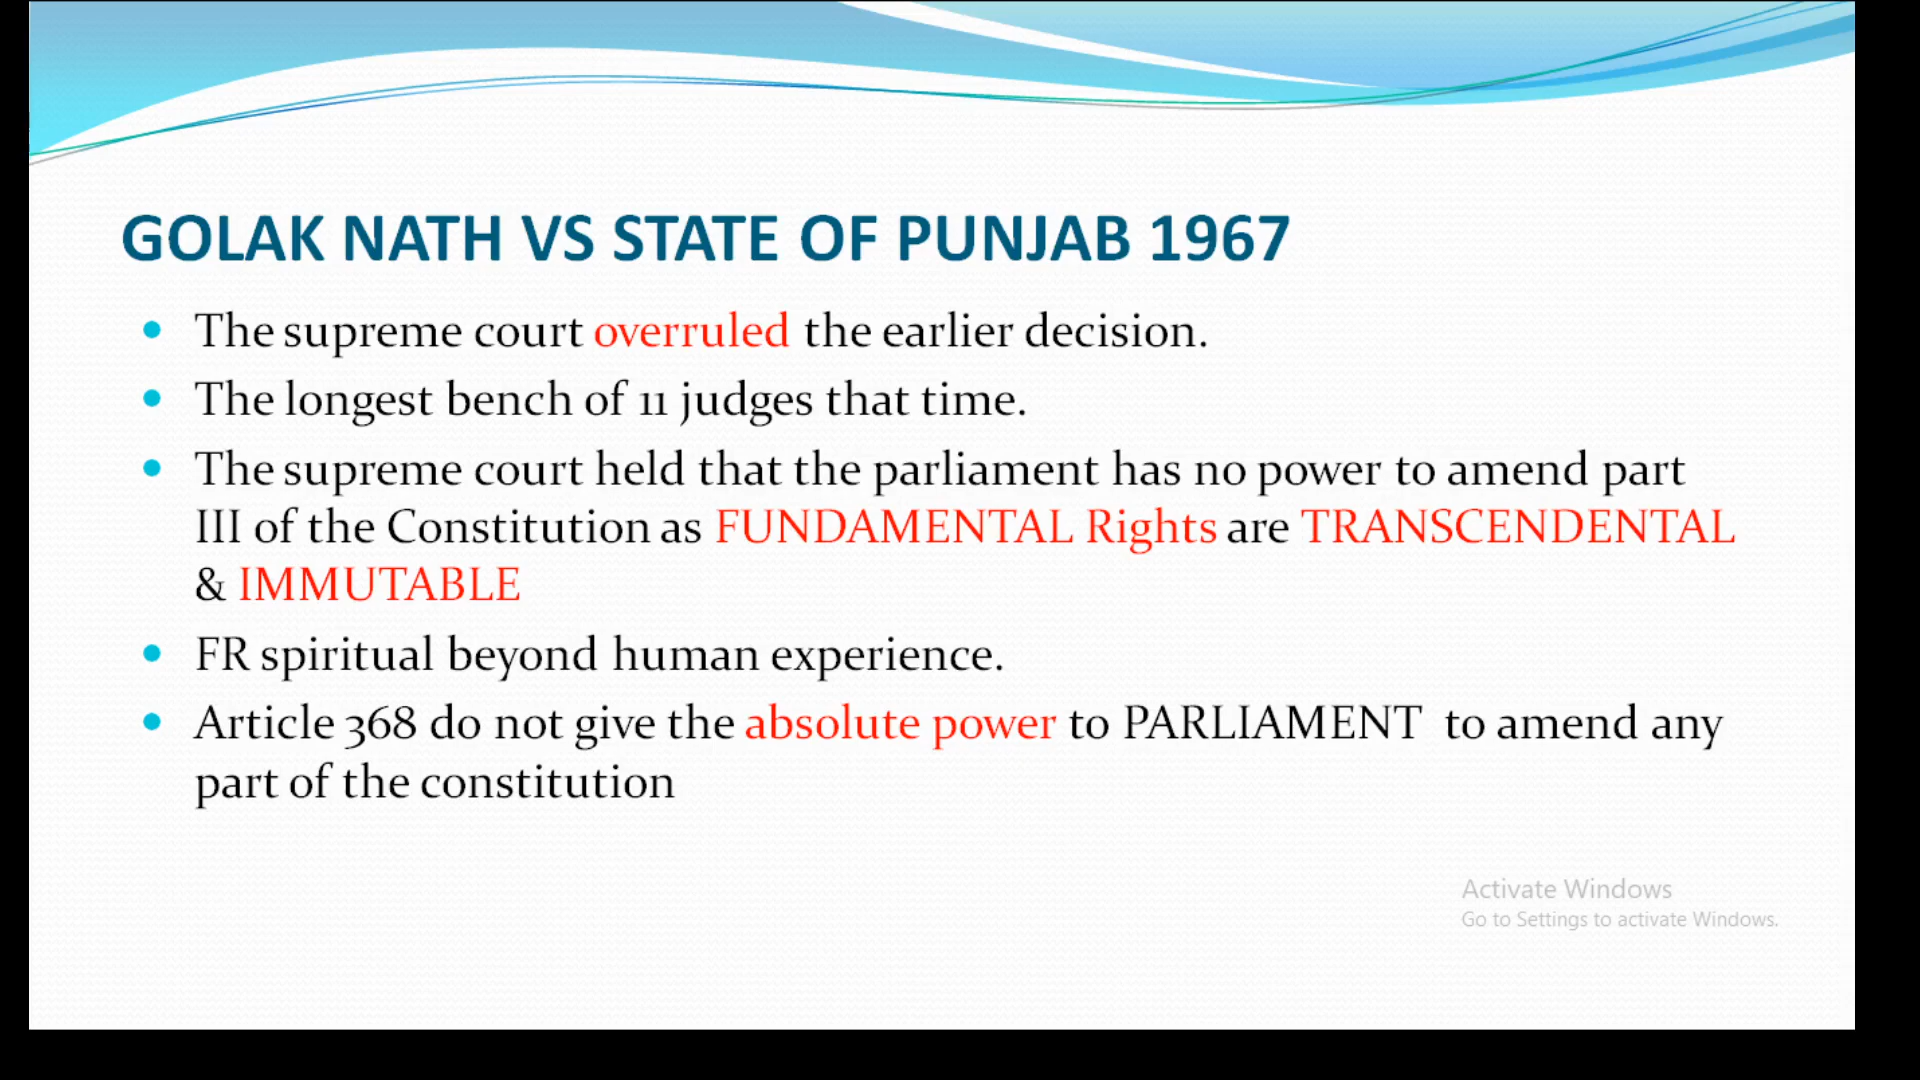 GOLAK NATH VS STATE OF PUNJAB 1967
• The supreme court overruled the earlier decision.
• The longest bench of 11 judges that time.
• The supreme court held that the parliament has no power to amend part
III of the Constitution as FUNDAMENTAL Rights are TRANSCENDENTAL
& IMMUTABLE
• FR spiritual beyond human experience.
• Article 368 do not give the absolute power to PARLIAMENT to amend any
part of the constitution
Activate Windows
Go to Settings to activate Windows.